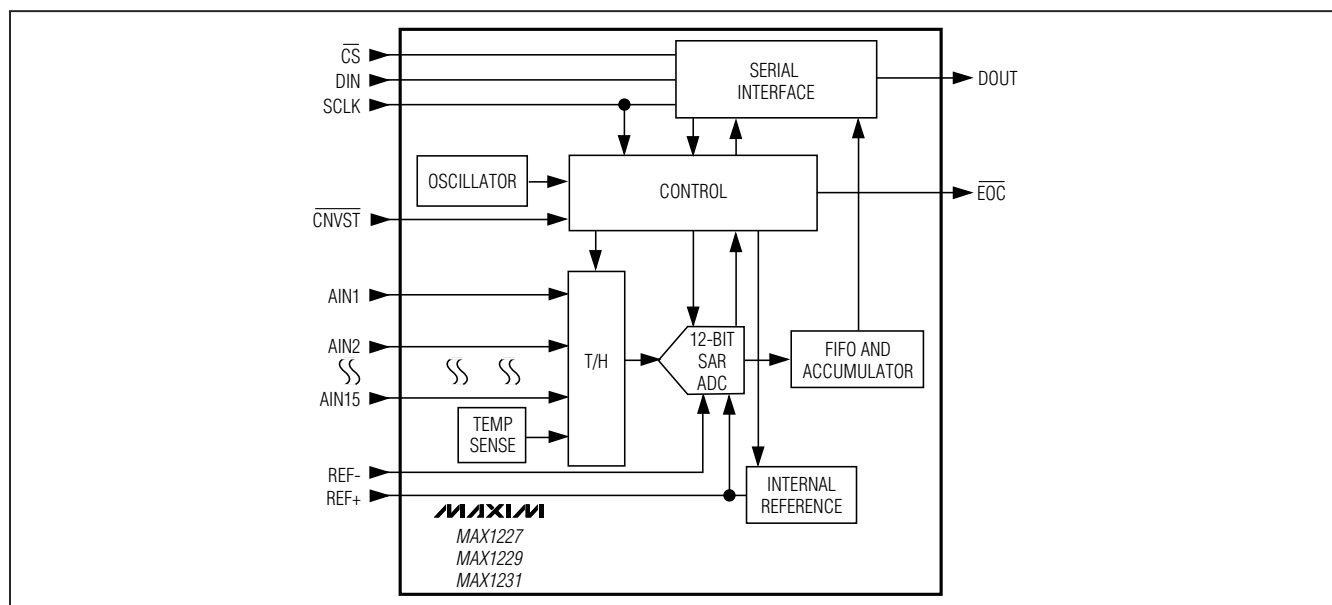 CS
DIN
SCLK
SERIAL
INTERFACE
DOUT
OSCILLATOR
CONTROL
EOC
CNVST
AIN1
AIN2
AIN15
T/H
12-BIT
SAR
ADC
FIFO AND
ACCUMULATOR
TEMP
SENSE
REF-
REF+
INTERNAL
REFERENCE
MAXIM
MAX1227
MAX1229
MAX1231